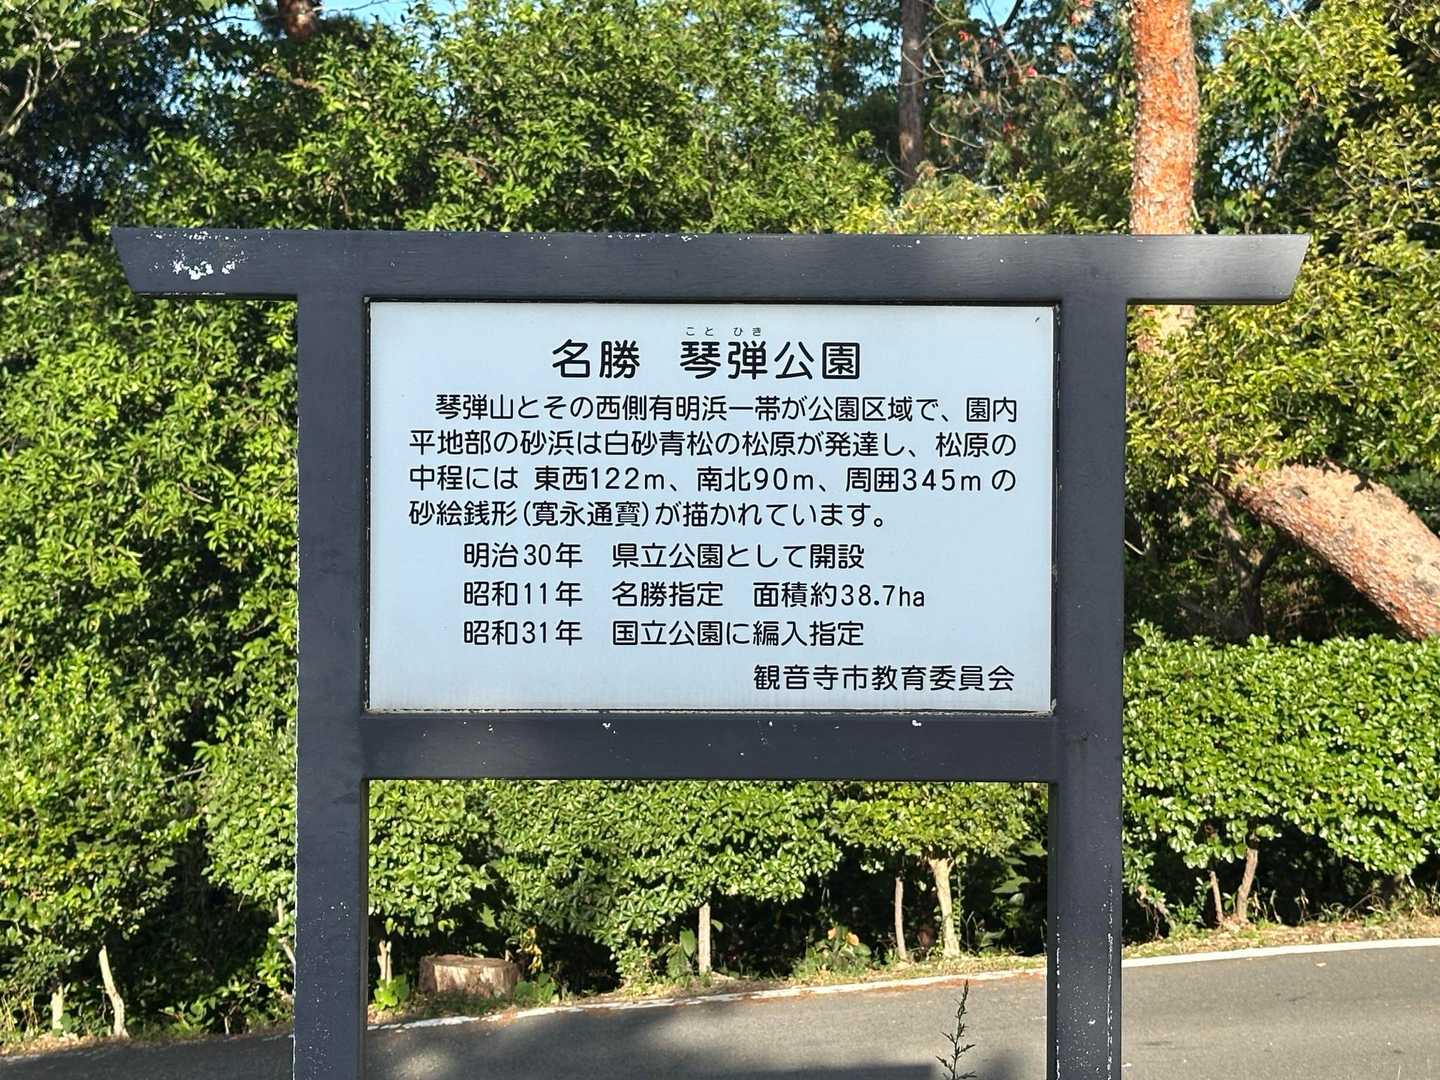 ことひき
名勝 琴弾公園
琴弾山とその西側有明浜一帯が公園区域で、園内
平地部の砂浜は白砂青松の松原が発達し、松原の
中程には 東西122m、南北90m、周囲345mの
砂絵銭形(寛永通寳)が描かれています。
明治30年 県立公園として開設
昭和11年 名勝指定 面積約38.7ha
昭和31年 国立公園に編入指定
観音寺市教育委員会